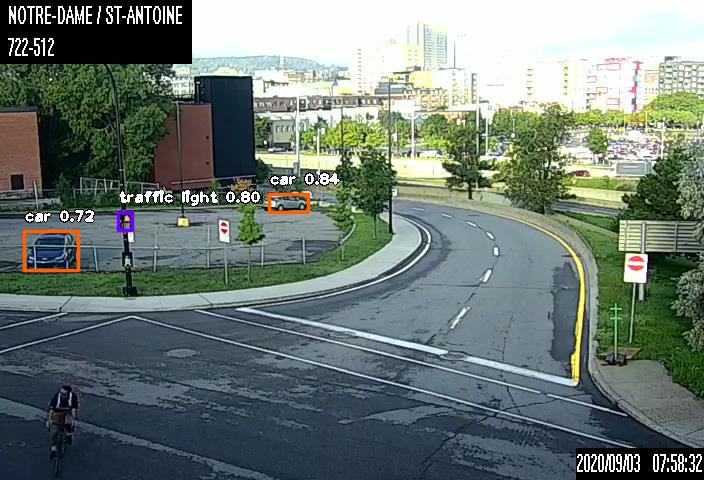 NOTRE-DAME / ST-ANTOINE
722-512
car 0.84
traffic light 0.80
car 0.72
2020/09/03 07:58:32